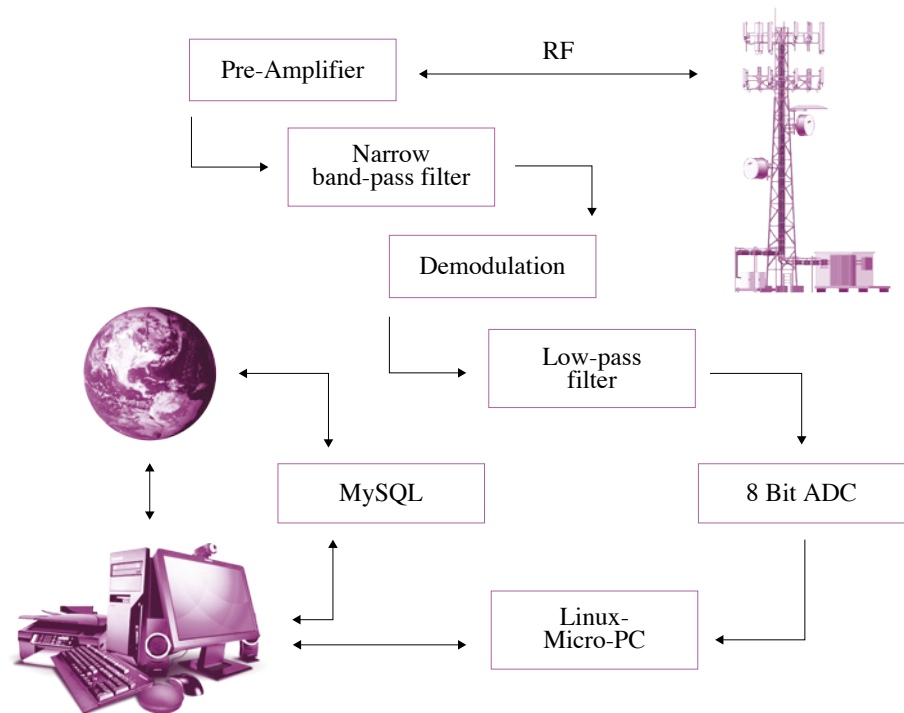 RF
Pre-Amplifier
Narrow
band-pass filter
Demodulation
Low-pass
filter
MySQL
8 Bit ADC
Linux-
Micro-PC